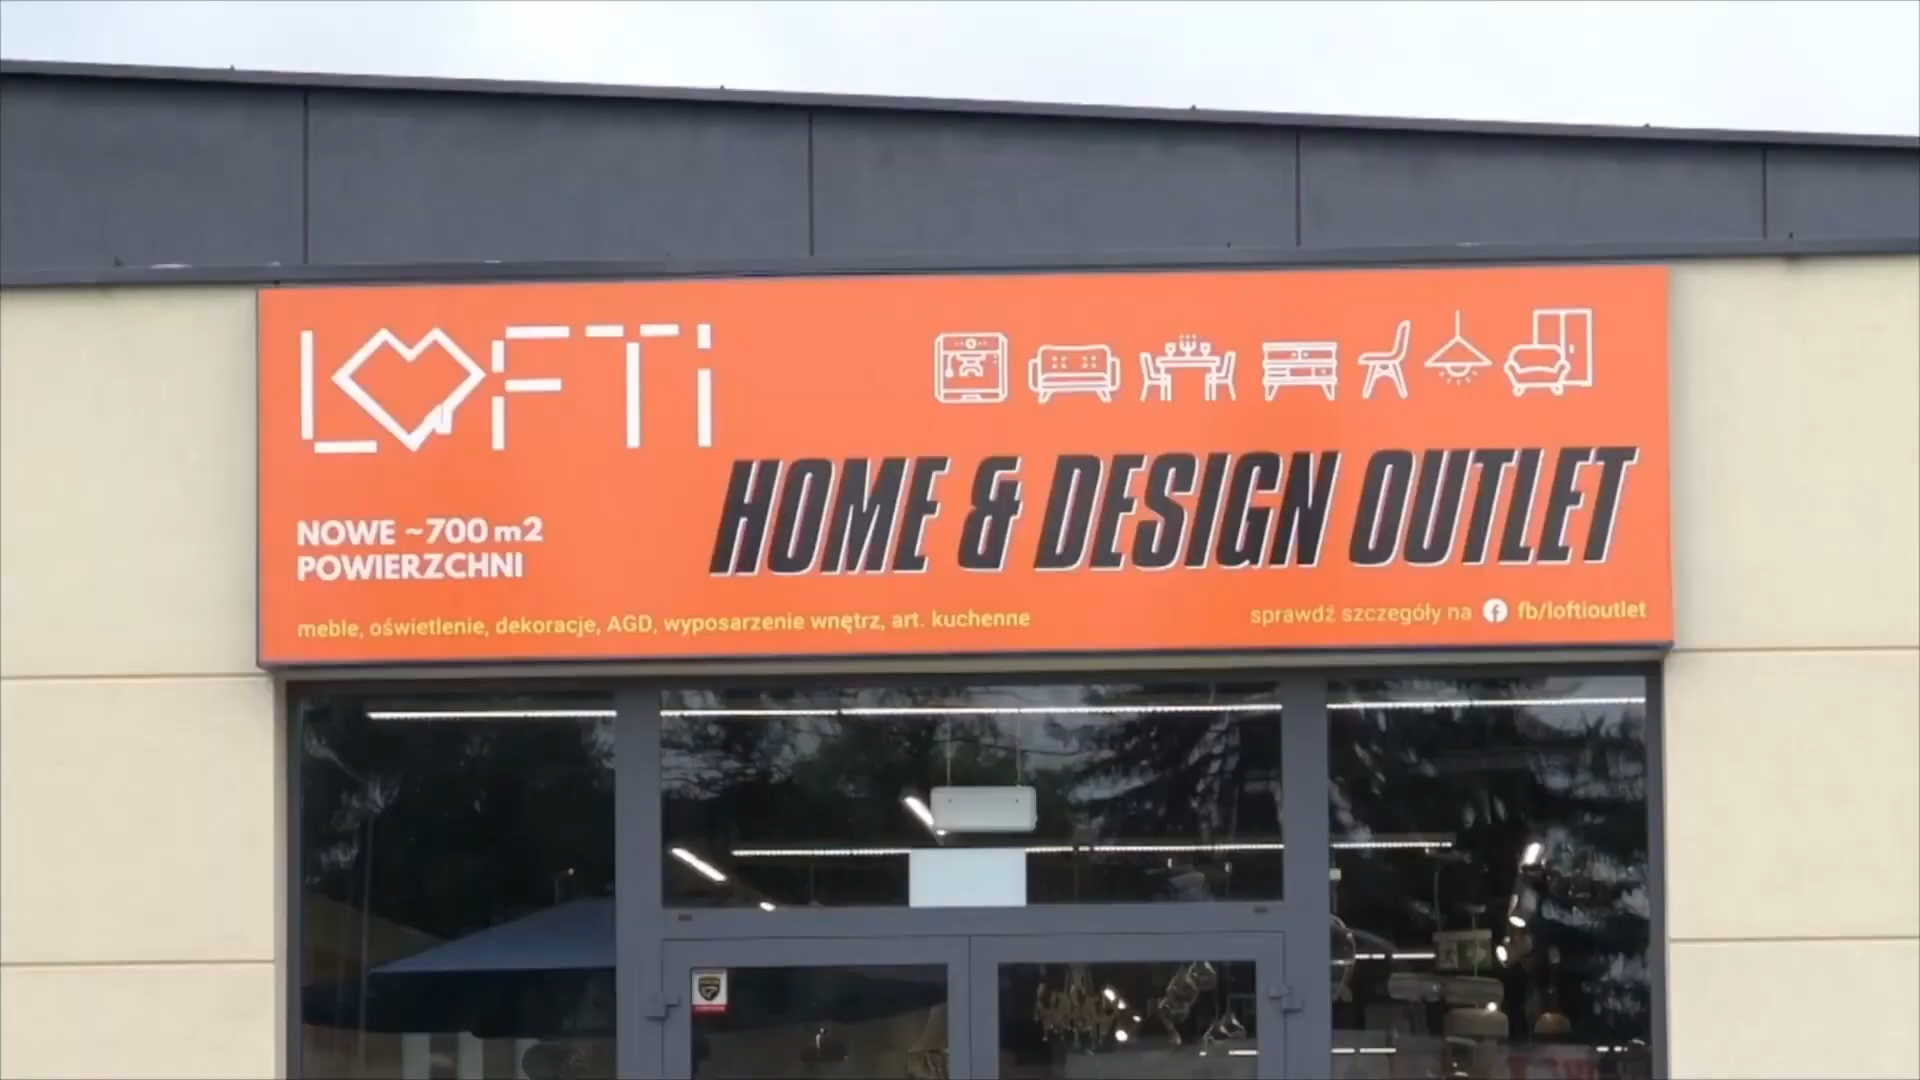 LOFTi
HOME & DESIGN OUTLET
NOWE ~700 m2
POWIERZCHNI
meble, oświetlenie, dekoracje, AGD, wyposarzenie wnętrz, art. kuchenne
sprawdź szczegóły na fb/loftioutlet